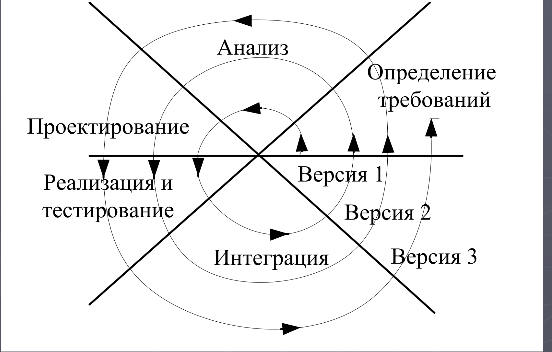 Анализ
Определение
требований
Проектирование
Реализация и
тестирование
Версия 1
Версия 2
Интеграция
Версия 3